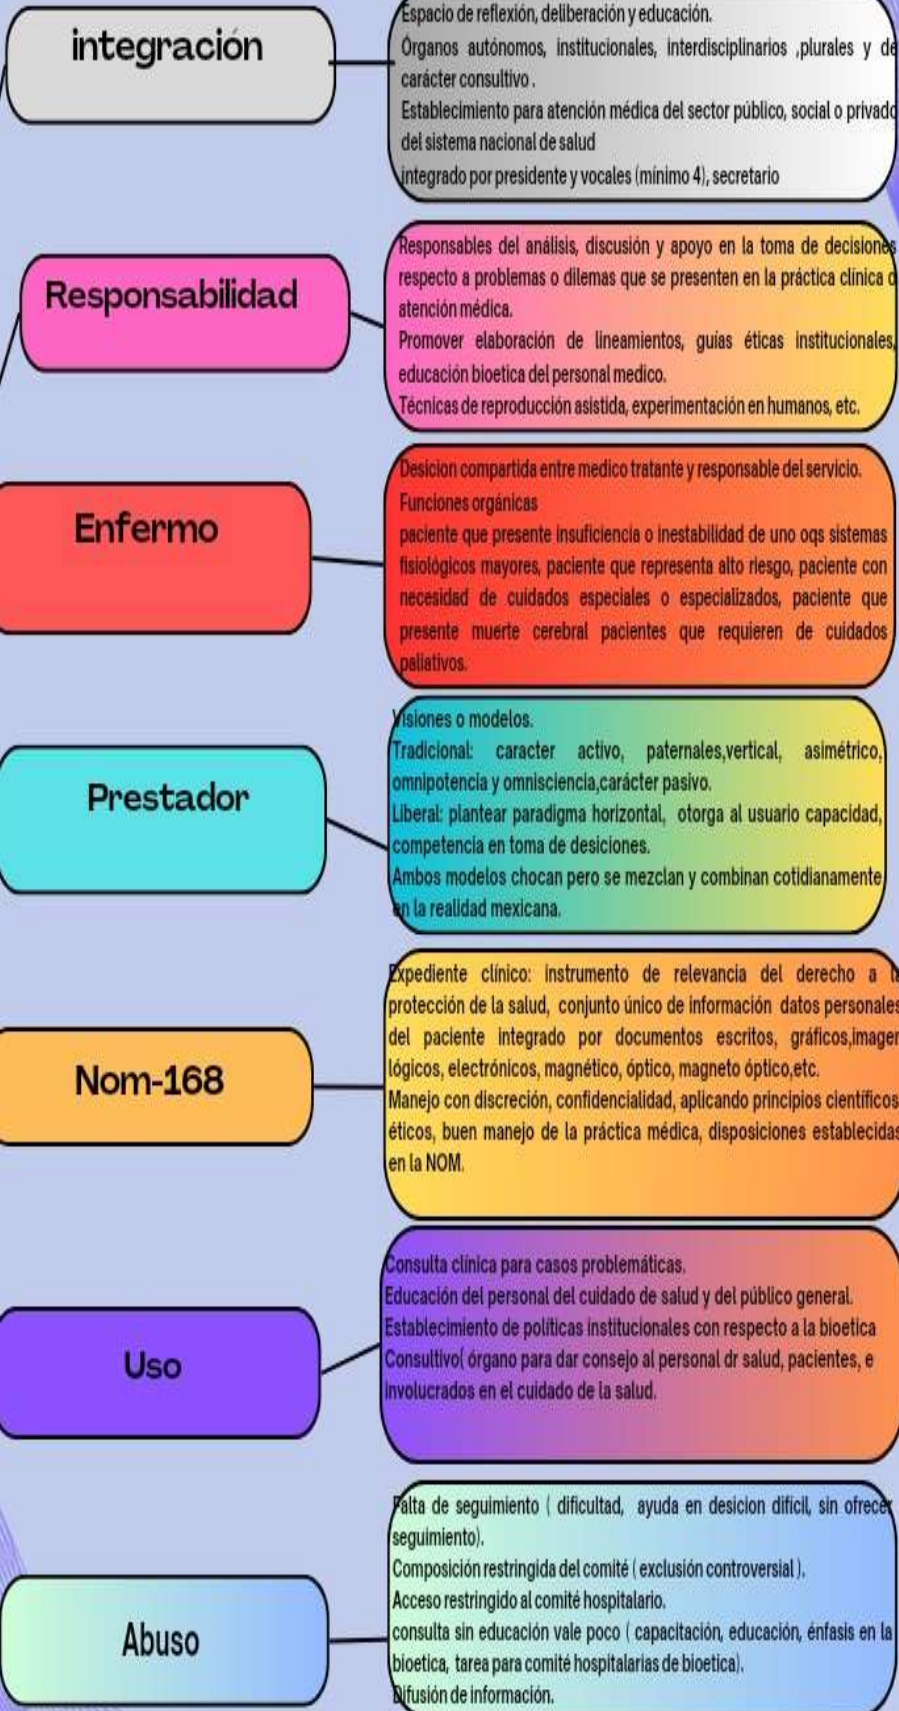 integración
Espacio de reflexión, deliberación y educación.
Órganos autónomos, institucionales, interdisciplinarios ,plurales y de
carácter consultivo .
Establecimiento para atención médica del sector público, social o privado
del sistema nacional de salud
integrado por presidente y vocales (mínimo 4), secretario
Responsabilidad
Responsables del análisis, discusión y apoyo en la toma de decisiones
respecto a problemas o dilemas que se presenten en la práctica clínica o
atención médica.
Promover elaboración de lineamientos, guías éticas institucionales,
educación bioetica del personal medico.
Técnicas de reproducción asistida, experimentación en humanos, etc.
Enfermo
Desicion compartida entre medico tratante y responsable del servicio.
Funciones orgánicas
paciente que presente insuficiencia o inestabilidad de uno oqs sistemas
fisiológicos mayores, paciente que representa alto riesgo, paciente con
necesidad de cuidados especiales o especializados, paciente que
presente muerte cerebral pacientes que requieren de cuidados
paliativos.
Prestador
Visiones o modelos.
Tradicional: caracter activo, paternales,vertical, asimétrico,
omnipotencia y omnisciencia,carácter pasivo.
Liberal: plantear paradigma horizontal, otorga al usuario capacidad,
competencia en toma de desiciones.
Ambos modelos chocan pero se mezclan y combinan cotidianamente
en la realidad mexicana.
Nom-168
Expediente clínico: instrumento de relevancia del derecho a la
protección de la salud, conjunto único de información datos personales
del paciente integrado por documentos escritos, gráficos,imagen
lógicos, electrónicos, magnético, óptico, magneto óptico,etc.
Manejo con discreción, confidencialidad, aplicando principios científicos
éticos, buen manejo de la práctica médica, disposiciones establecidas
en la NOM.
Uso
Consulta clínica para casos problemáticas.
Educación del personal del cuidado de salud y del público general.
Establecimiento de políticas institucionales con respecto a la bioetica
Consultivo( órgano para dar consejo al personal dr salud, pacientes, e
involucrados en el cuidado de la salud.
Abuso
Falta de seguimiento ( dificultad, ayuda en desicion difícil, sin ofrecer
seguimiento).
Composición restringida del comité ( exclusión controversial ).
Acceso restringido al comité hospitalario.
consulta sin educación vale poco ( capacitación, educación, énfasis en la
bioetica, tarea para comité hospitalarias de bioetica).
Difusión de información.